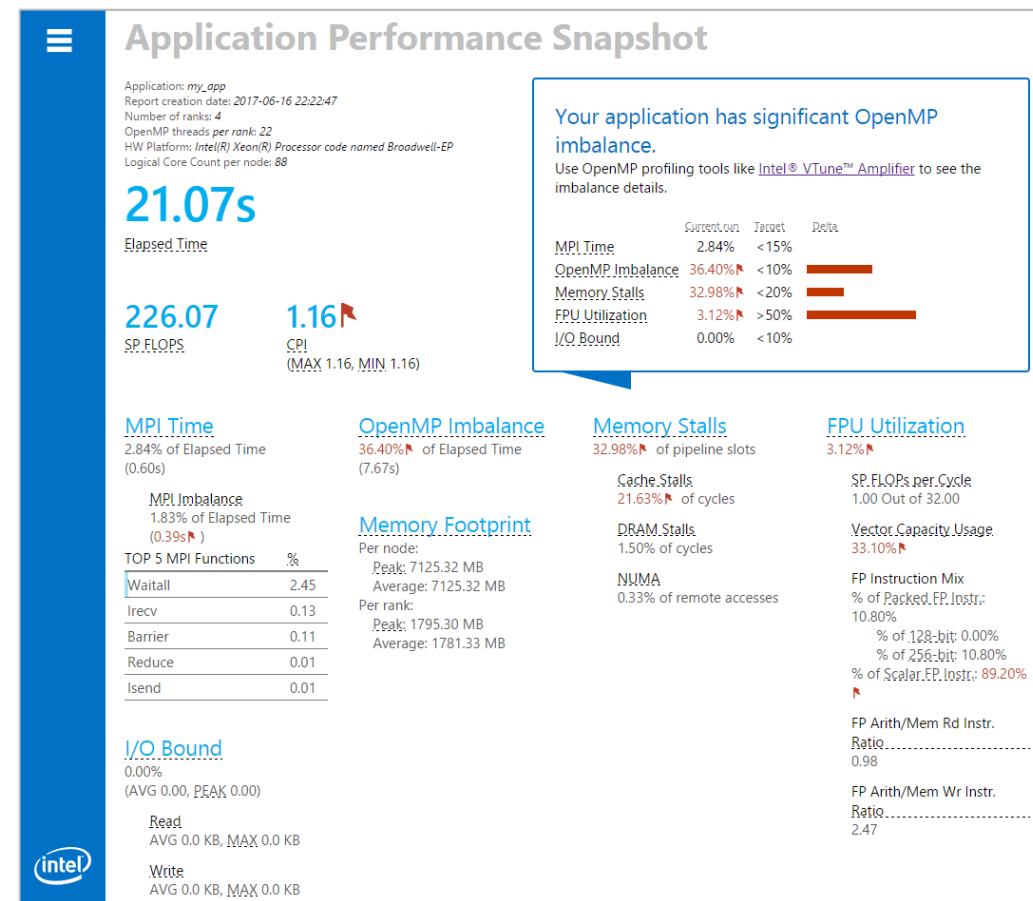 Application Performance Snapshot
Application: my_app
Report creation date: 2017-06-16 22:22:47
Number of ranks: 4
OpenMP threads per rank: 22
HW Platform: Intel(R) Xeon(R) Processor code named Broadwell-EP
Logical Core Count per node: 88
21.07s
Elapsed Time
226.07
SP FLOPS
1.16
CPI
(MAX 1.16, MIN 1.16)
Your application has significant OpenMP
imbalance.
Use OpenMP profiling tools like Intel® VTune™ Amplifier to see the
imbalance details.
Current run Target Delta
MPI Time 2.84% <15%
OpenMP Imbalance 36.40% <10%
Memory Stalls 32.98% <20%
FPU Utilization 3.12% >50%
I/O Bound 0.00% <10%
MPI Time
2.84% of Elapsed Time
(0.60s)
MPI Imbalance
1.83% of Elapsed Time
(0.39s )
TOP 5 MPI Functions %
Waitall 2.45
Irecv 0.13
Barrier 0.11
Reduce 0.01
Isend 0.01
I/O Bound
0.00%
(AVG 0.00, PEAK 0.00)
Read
AVG 0.0 KB, MAX 0.0 KB
Write
AVG 0.0 KB, MAX 0.0 KB
OpenMP Imbalance
36.40% of Elapsed Time
(7.67s)
Memory Footprint
Per node:
Peak: 7125.32 MB
Average: 7125.32 MB
Per rank:
Peak: 1795.30 MB
Average: 1781.33 MB
Memory Stalls
32.98% of pipeline slots
Cache Stalls
21.63% of cycles
DRAM Stalls
1.50% of cycles
NUMA
0.33% of remote accesses
FPU Utilization
3.12%
SP FLOPs per Cycle
1.00 Out of 32.00
Vector Capacity Usage
33.10%
FP Instruction Mix
% of Packed FP Instr.:
10.80%
% of 128-bit: 0.00%
% of 256-bit: 10.80%
% of Scalar FP Instr.: 89.20%
FP Arith/Mem Rd Instr.
Ratio
0.98
FP Arith/Mem Wr Instr.
Ratio
2.47
intel